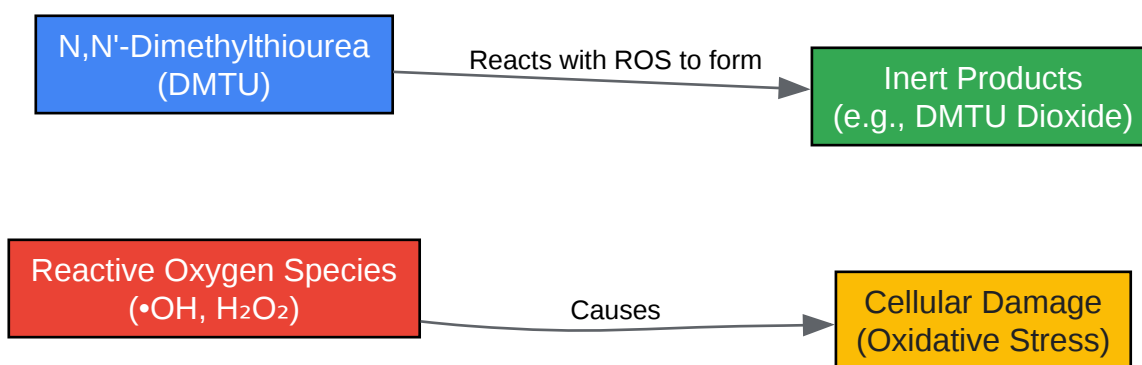 N,N'-Dimethylthiourea
(DMTU)
Reacts with ROS to form
Inert Products
(e.g., DMTU Dioxide)
Reactive Oxygen Species
(•OH, H₂O₂)
Causes
Cellular Damage
(Oxidative Stress)